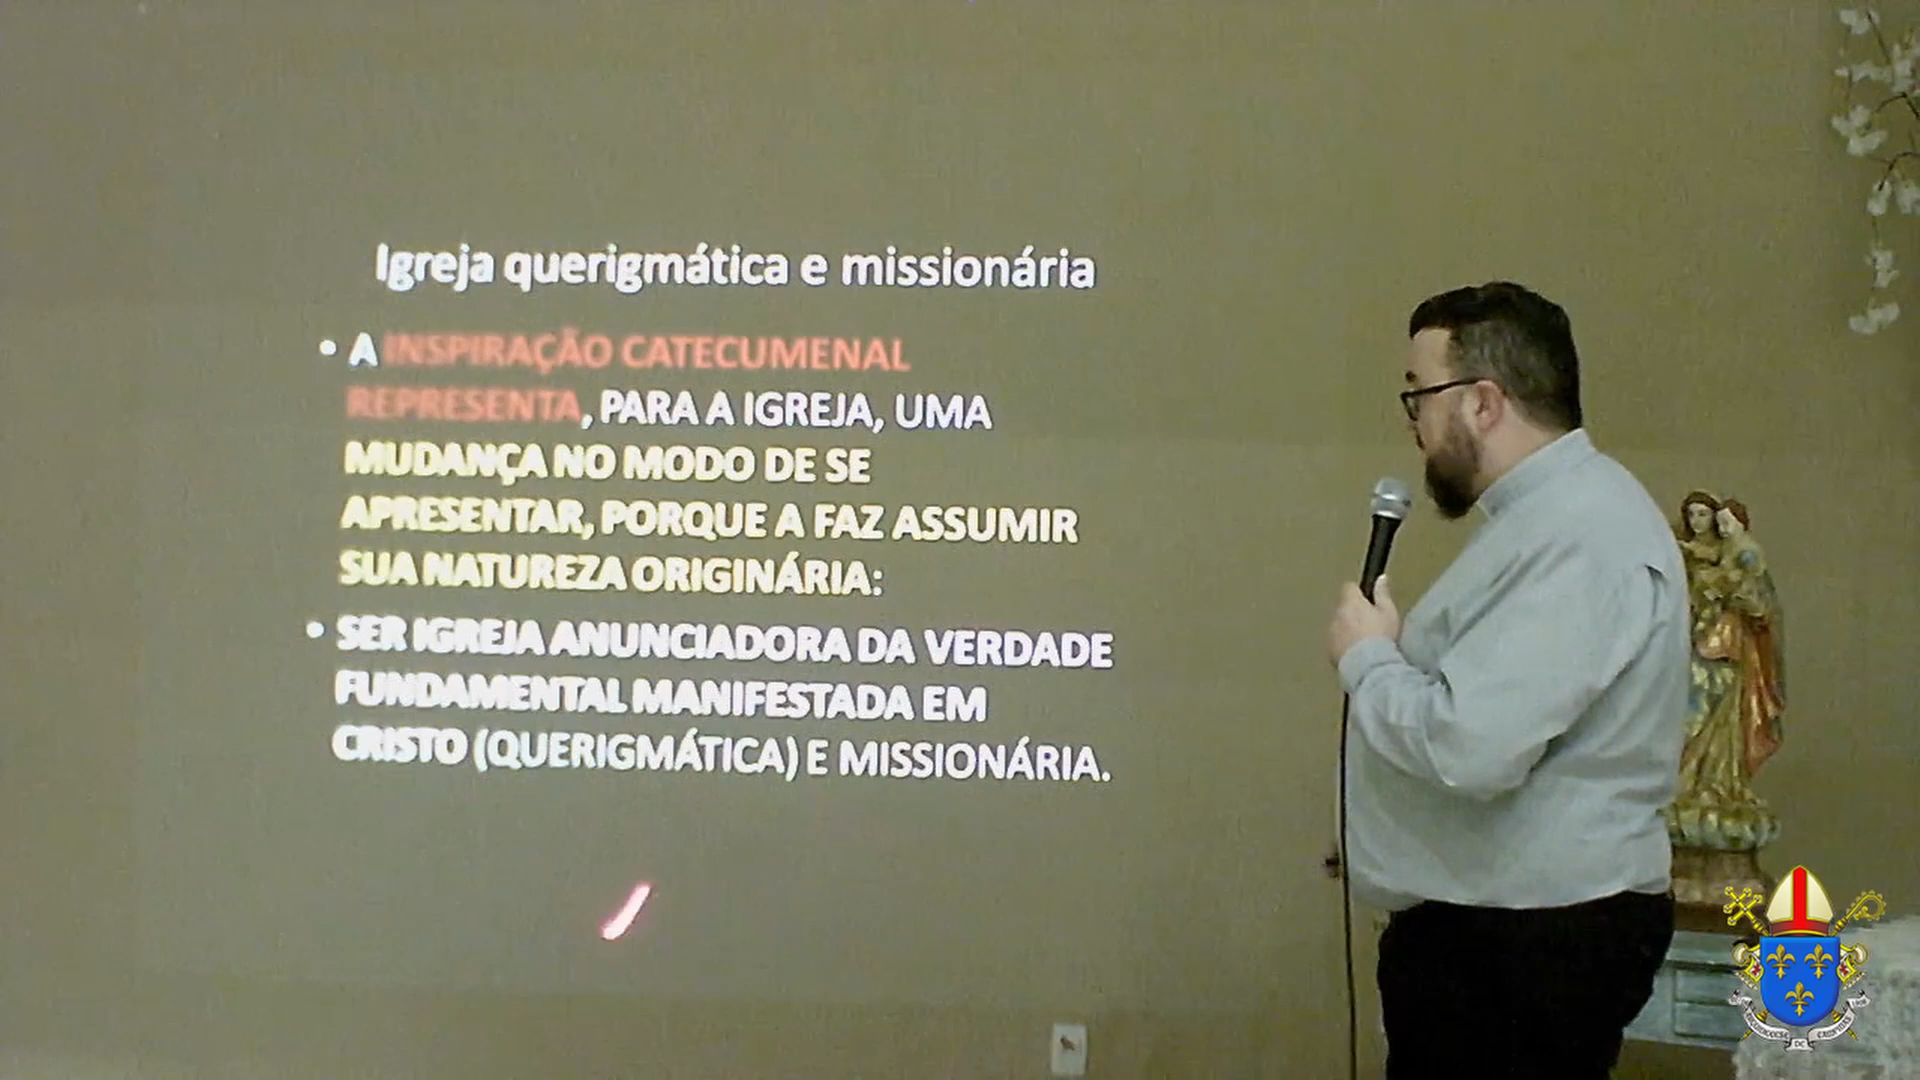 Igreja querigmática e missionária
• A INSPIRAÇÃO CATECUMENAL
REPRESENTA, PARA A IGREJA, UMA
MUDANÇA NO MODO DE SE
APRESENTAR, PORQUE A FAZ ASSUMIR
SUA NATUREZA ORIGINÁRIA:
• SER IGREJA ANUNCIADORA DA VERDADE
FUNDAMENTAL MANIFESTADA EM
CRISTO (QUERIGMÁTICA) E MISSIONÁRIA.